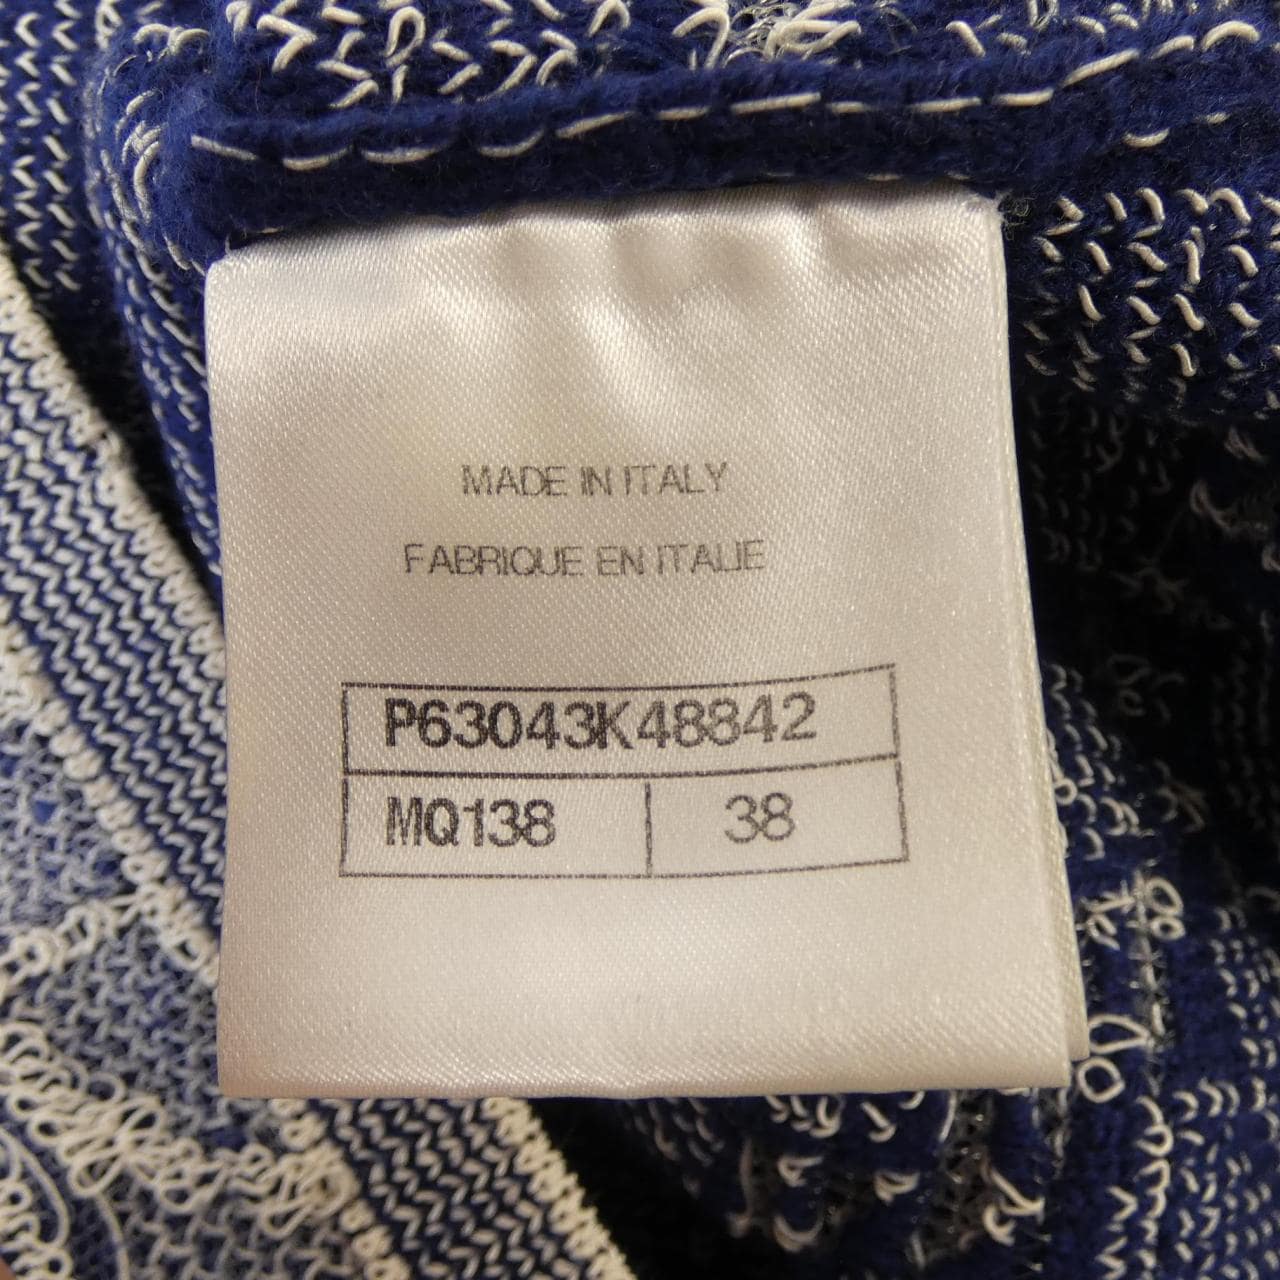 MADE IN ITALY
FABRIQUE EN ITALIE
P63043K48842
MQ138 38